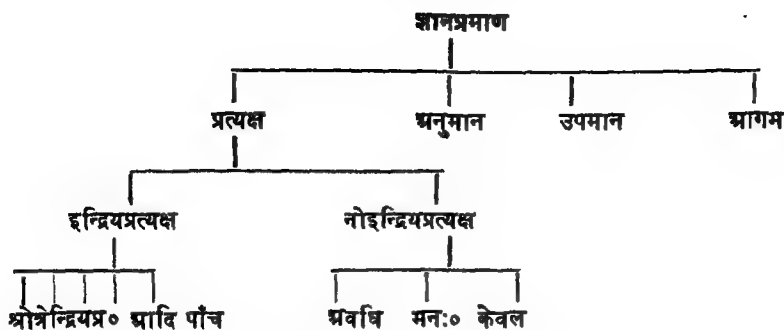 ज्ञानप्रमाण
प्रत्यक्ष अनुमान उपमान आगम
इन्द्रियप्रत्यक्ष नोइन्द्रियप्रत्यक्ष
श्रोत्रेन्द्रियप्र० आदि पाँच अवधि मनः० केवल